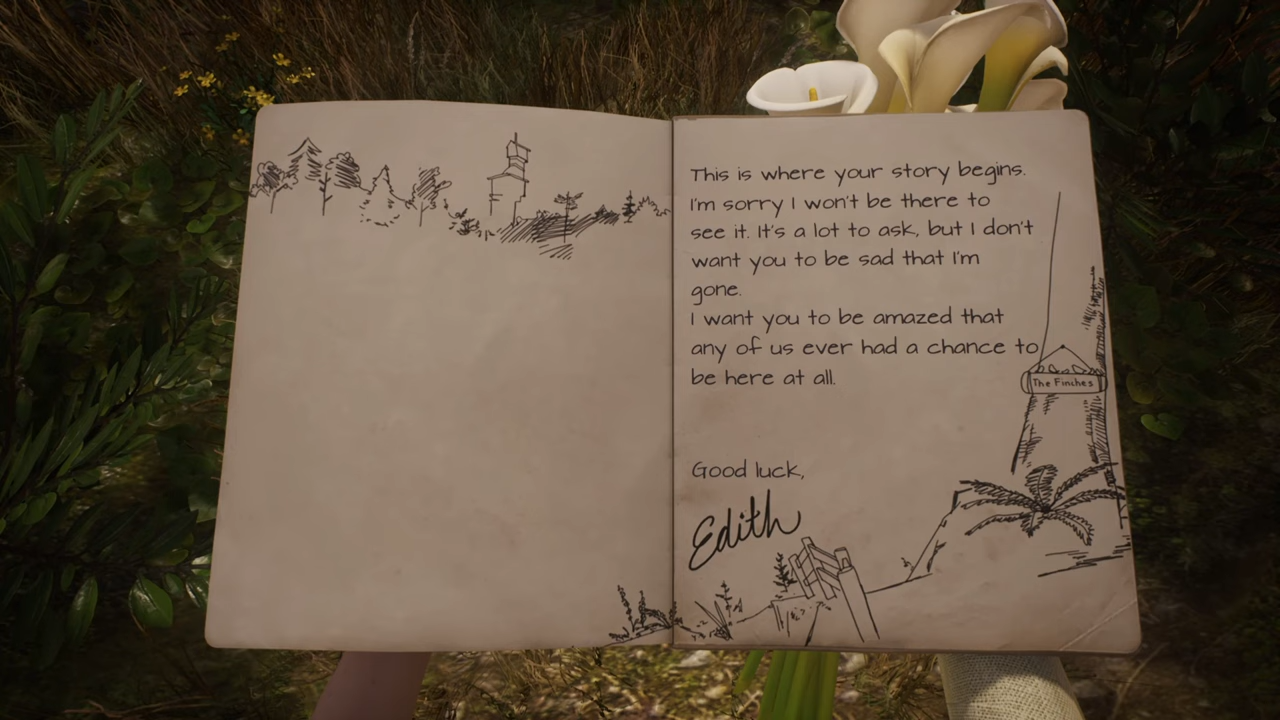 This is where your story begins.
I'm sorry I won't be there to
see it. It's a lot to ask, but I don't
want you to be sad that I'm
gone.
I want you to be amazed that
any of us ever had a chance to
be here at all.
The Finches
Good luck,
Edith